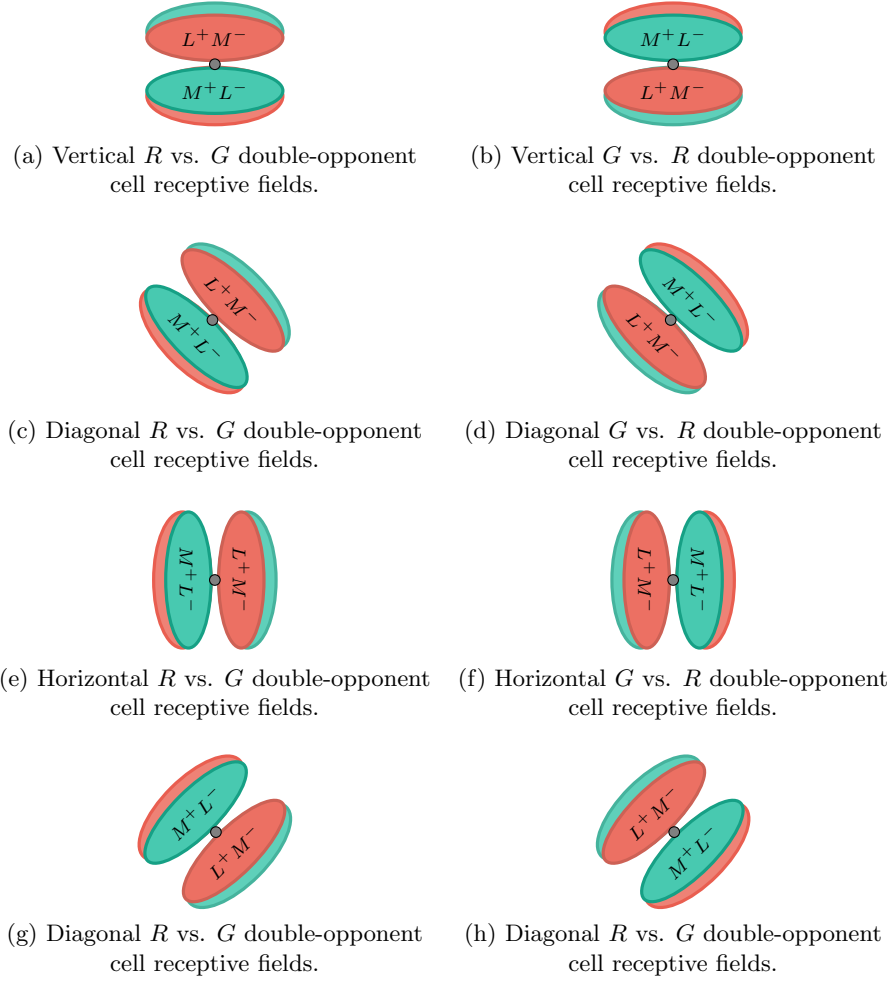 L⁺M⁻
M⁺L⁻
M⁺L⁻
L⁺M⁻
(a) Vertical R vs. G double-opponent
cell receptive fields.
(b) Vertical G vs. R double-opponent
cell receptive fields.
L⁺M⁻
M⁺L⁻
M⁺L⁻
L⁺M⁻
(c) Diagonal R vs. G double-opponent
cell receptive fields.
(d) Diagonal G vs. R double-opponent
cell receptive fields.
M⁺L⁻
L⁺M⁻
L⁺M⁻
M⁺L⁻
(e) Horizontal R vs. G double-opponent
cell receptive fields.
(f) Horizontal G vs. R double-opponent
cell receptive fields.
M⁺L⁻
L⁺M⁻
L⁺M⁻
M⁺L⁻
(g) Diagonal R vs. G double-opponent
cell receptive fields.
(h) Diagonal R vs. G double-opponent
cell receptive fields.